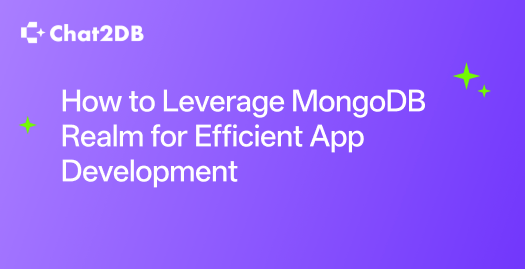 Chat2DB
How to Leverage MongoDB
Realm for Efficient App
Development